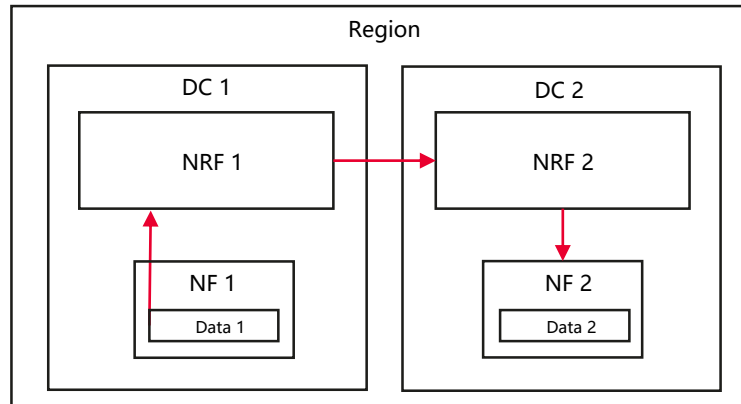 Region
DC 1
DC 2
NRF 1
NRF 2
NF 1
NF 2
Data 1
Data 2